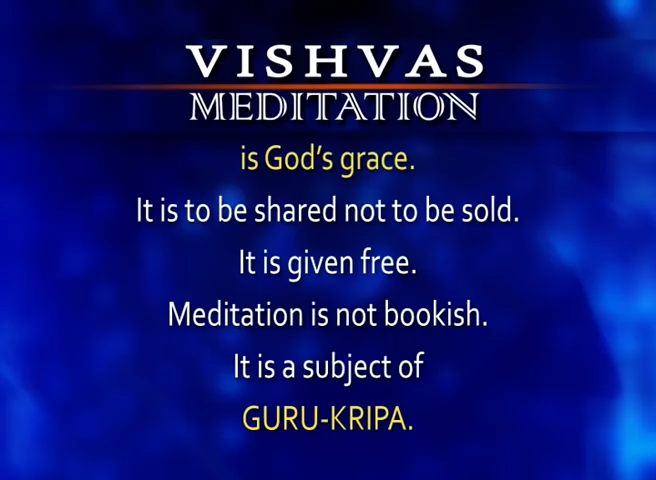 VISHVAS
MEDITATION
is God's grace.
It is to be shared not to be sold.
It is given free.
Meditation is not bookish.
It is a subject of
GURU-KRIPA.